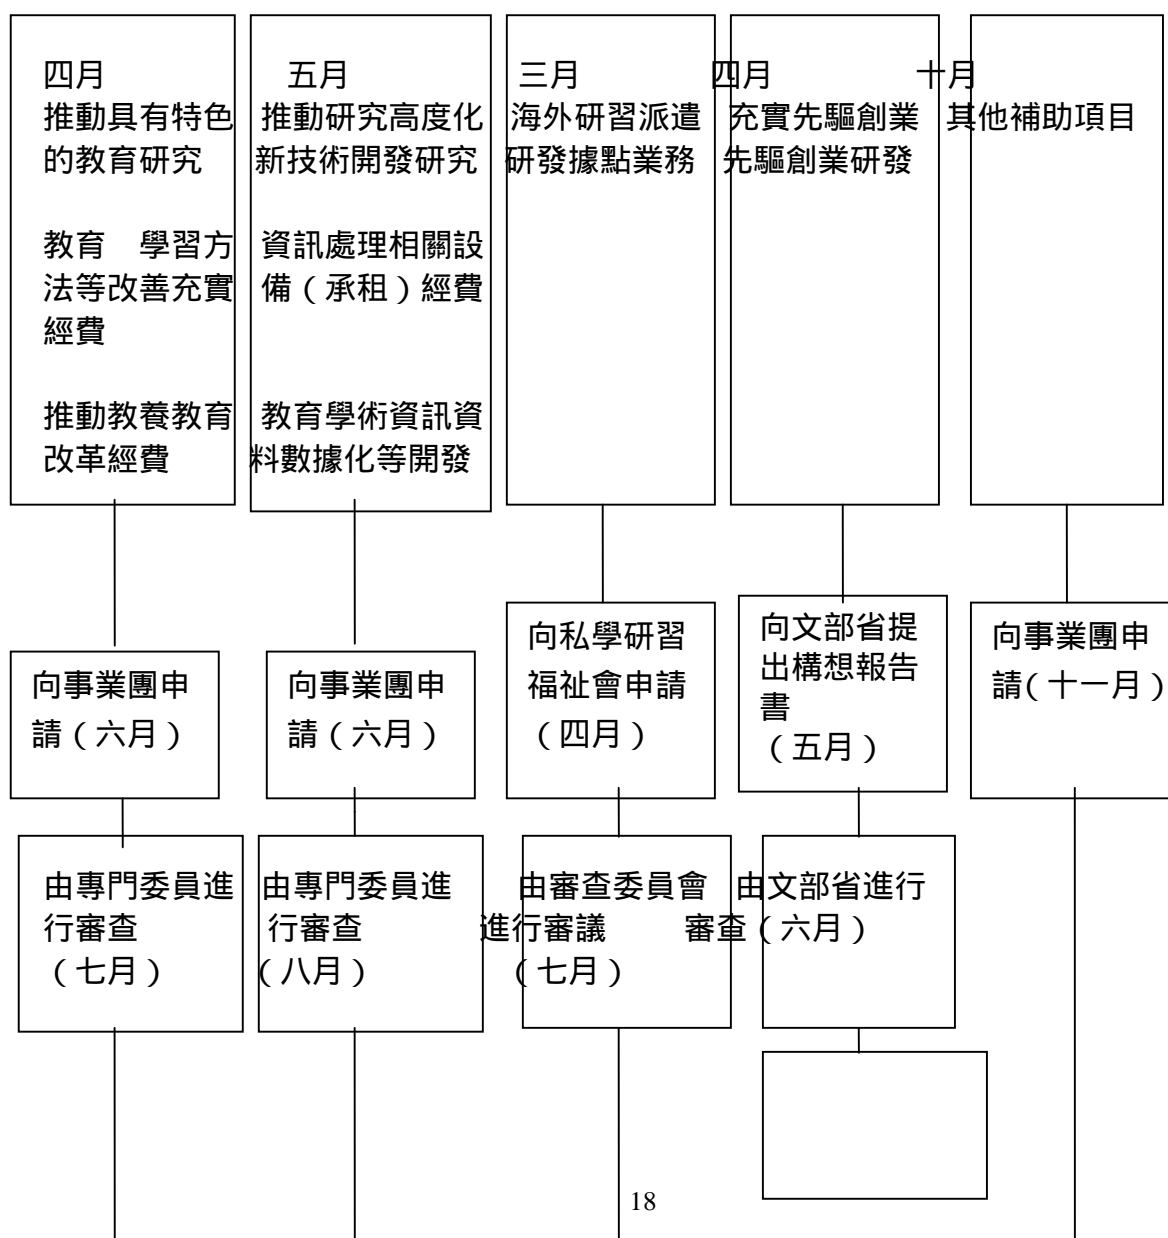 四月
推動具有特色
的教育研究
教育　學習方
法等改善充實
經費
推動教養教育
改革經費
五月
推動研究高度化
新技術開發研究
資訊處理相關設
備（承租）經費
教育學術資訊資
料數據化等開發
三月
海外研習派遣
研發據點業務
四月
充實先驅創業
先驅創業研發
十月
其他補助項目
向事業團申
請（六月）
向事業團申
請（六月）
向私學研習
福祉會申請
（四月）
向文部省提
出構想報告
書
（五月）
向事業團申
請（十一月）
由專門委員進
行審查
（七月）
由專門委員進
行審查
（八月）
由審查委員會
進行審議
（七月）
由文部省進行
審查（六月）
18